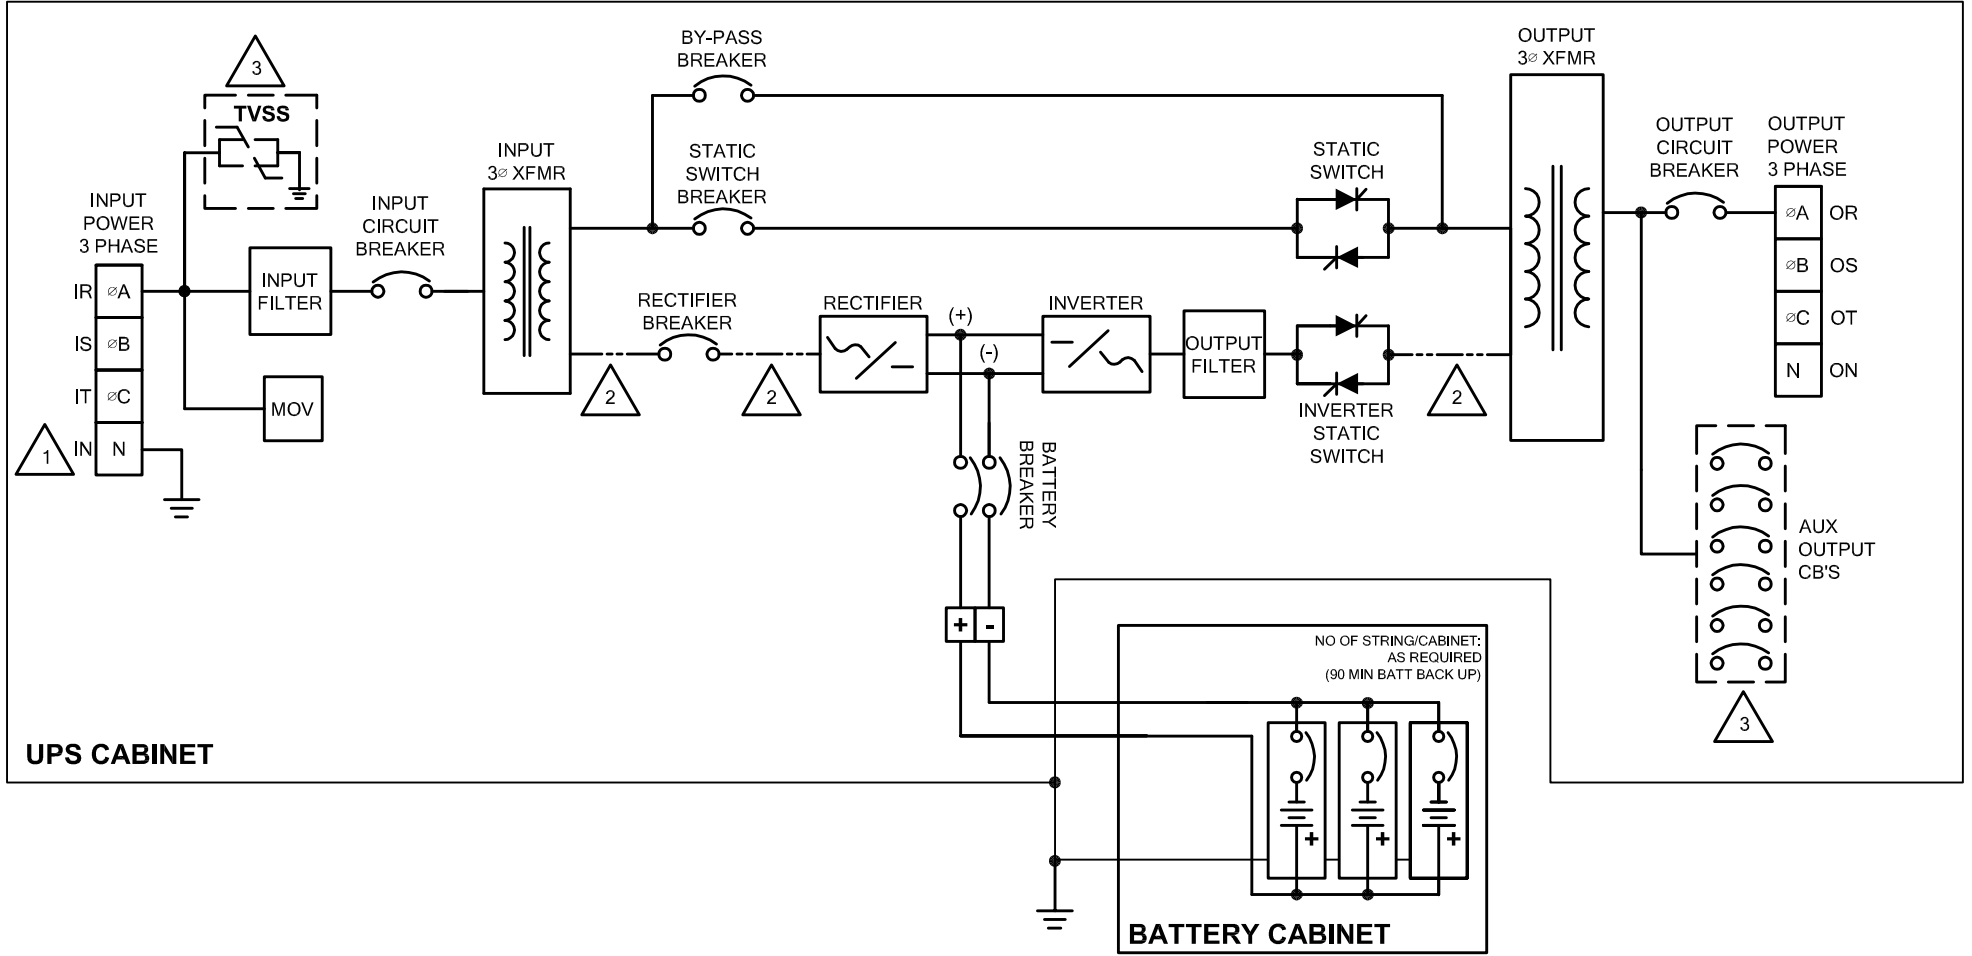 BY-PASS
BREAKER
OUTPUT
3∅ XFMR
3
TVSS
INPUT
3∅ XFMR
STATIC
SWITCH
BREAKER
STATIC
SWITCH
OUTPUT
CIRCUIT
BREAKER
OUTPUT
POWER
3 PHASE
INPUT
POWER
3 PHASE
INPUT
CIRCUIT
BREAKER
INPUT
FILTER
IR ∅A
IS ∅B
IT ∅C
IN N
1
MOV
RECTIFIER
BREAKER
2
2
RECTIFIER
(+)
(-)
INVERTER
OUTPUT
FILTER
INVERTER
STATIC
SWITCH
2
∅A OR
∅B OS
∅C OT
N ON
BATTERY
BREAKER
+ -
AUX
OUTPUT
CB'S
3
NO OF STRING/CABINET:
AS REQUIRED
(90 MIN BATT BACK UP)
+ + +
UPS CABINET
BATTERY CABINET